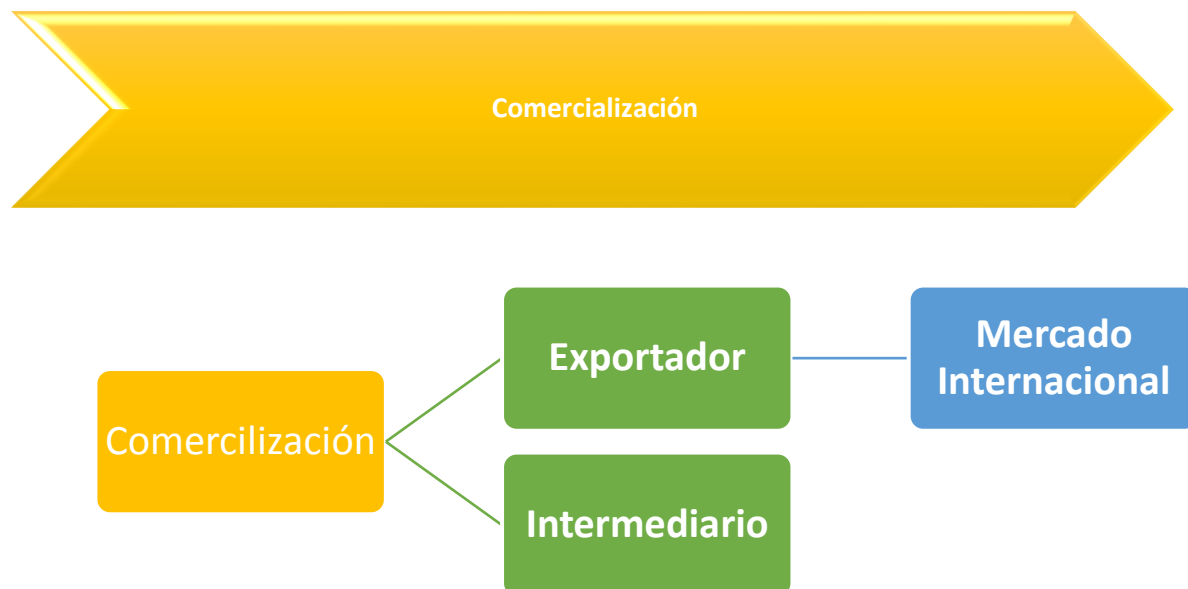 Comercialización
Comercilización
Exportador
Mercado
Internacional
Intermediario